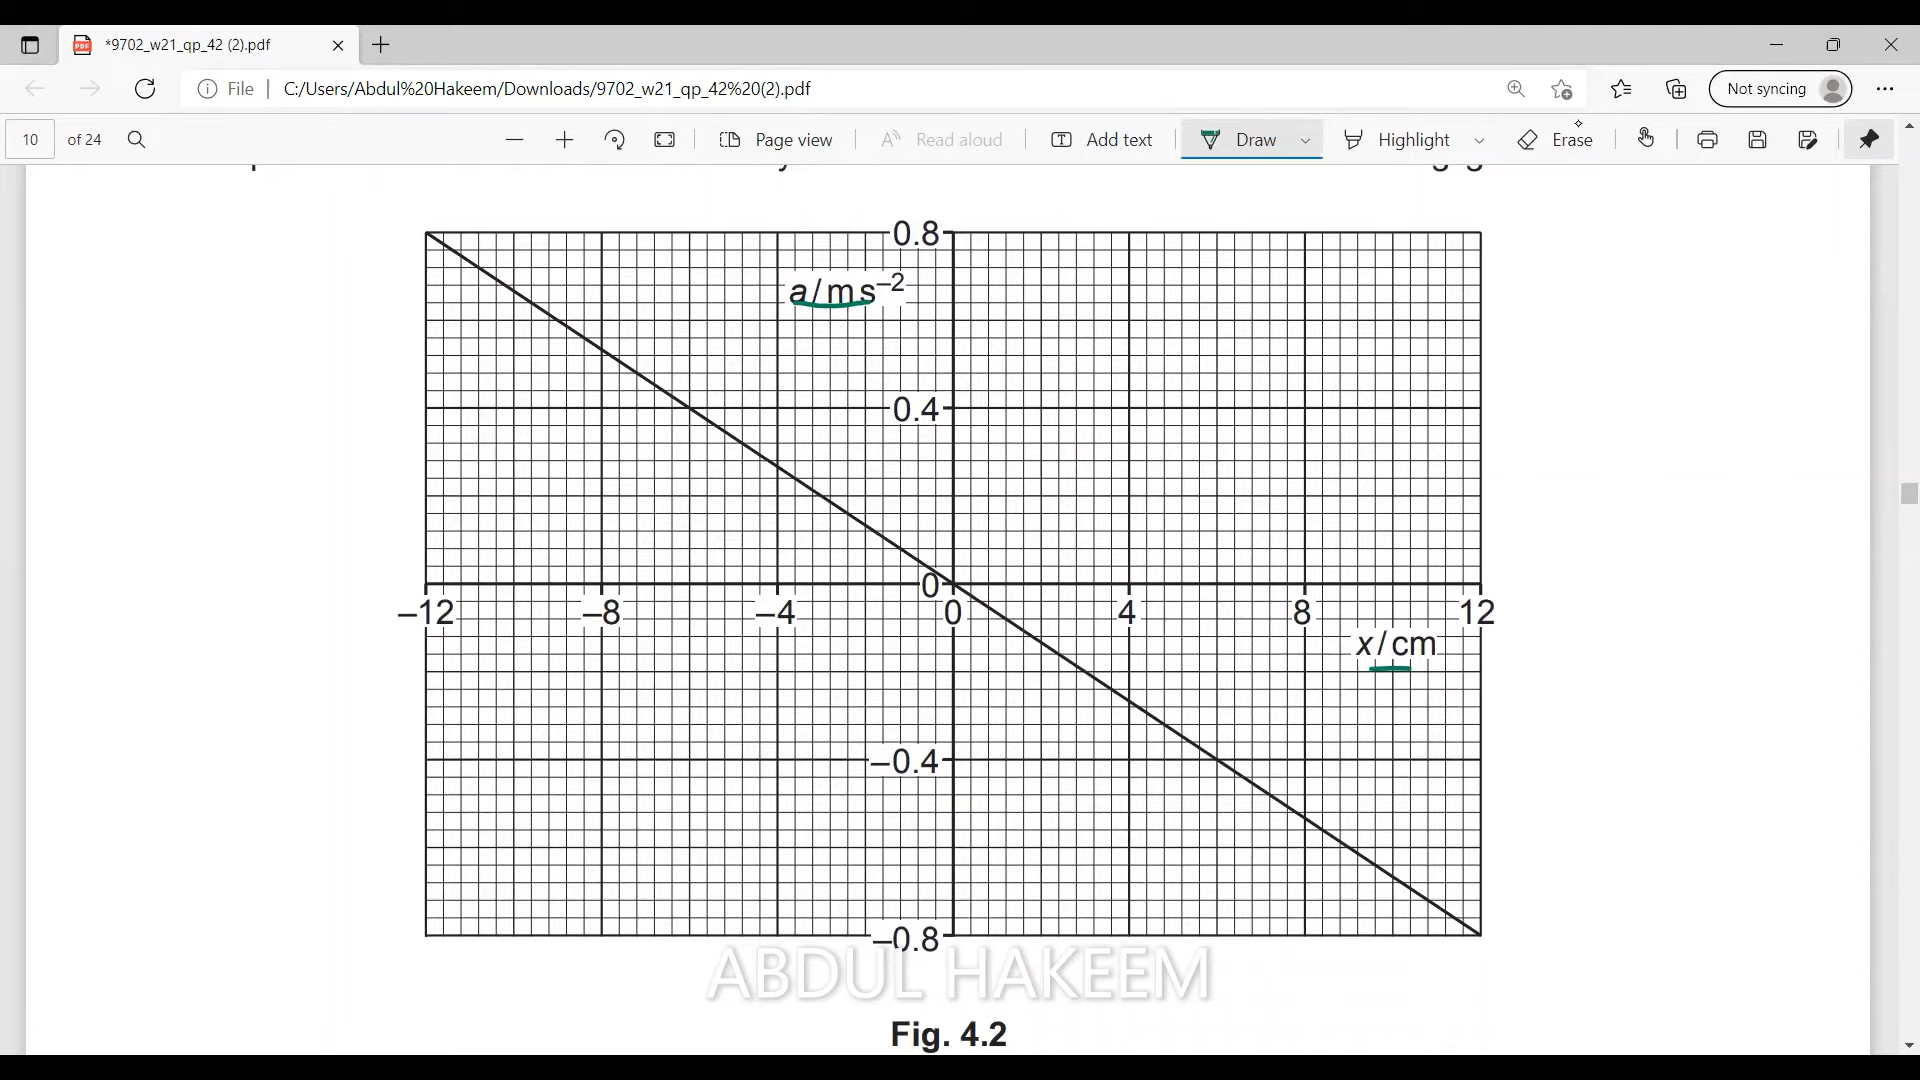 *9702_w21_qp_42 (2).pdf
File
C:/Users/Abdul%20Hakeem/Downloads/9702_w21_qp_42%20(2).pdf
Not syncing
10 of 24
Page view
Read aloud
Add text
Draw
Highlight
Erase
0.8
a/ms⁻²
0.4
0
–12 –8 –4 0 4 8 12
x/cm
–0.4
–0.8
ABDUL HAKEEM
Fig. 4.2